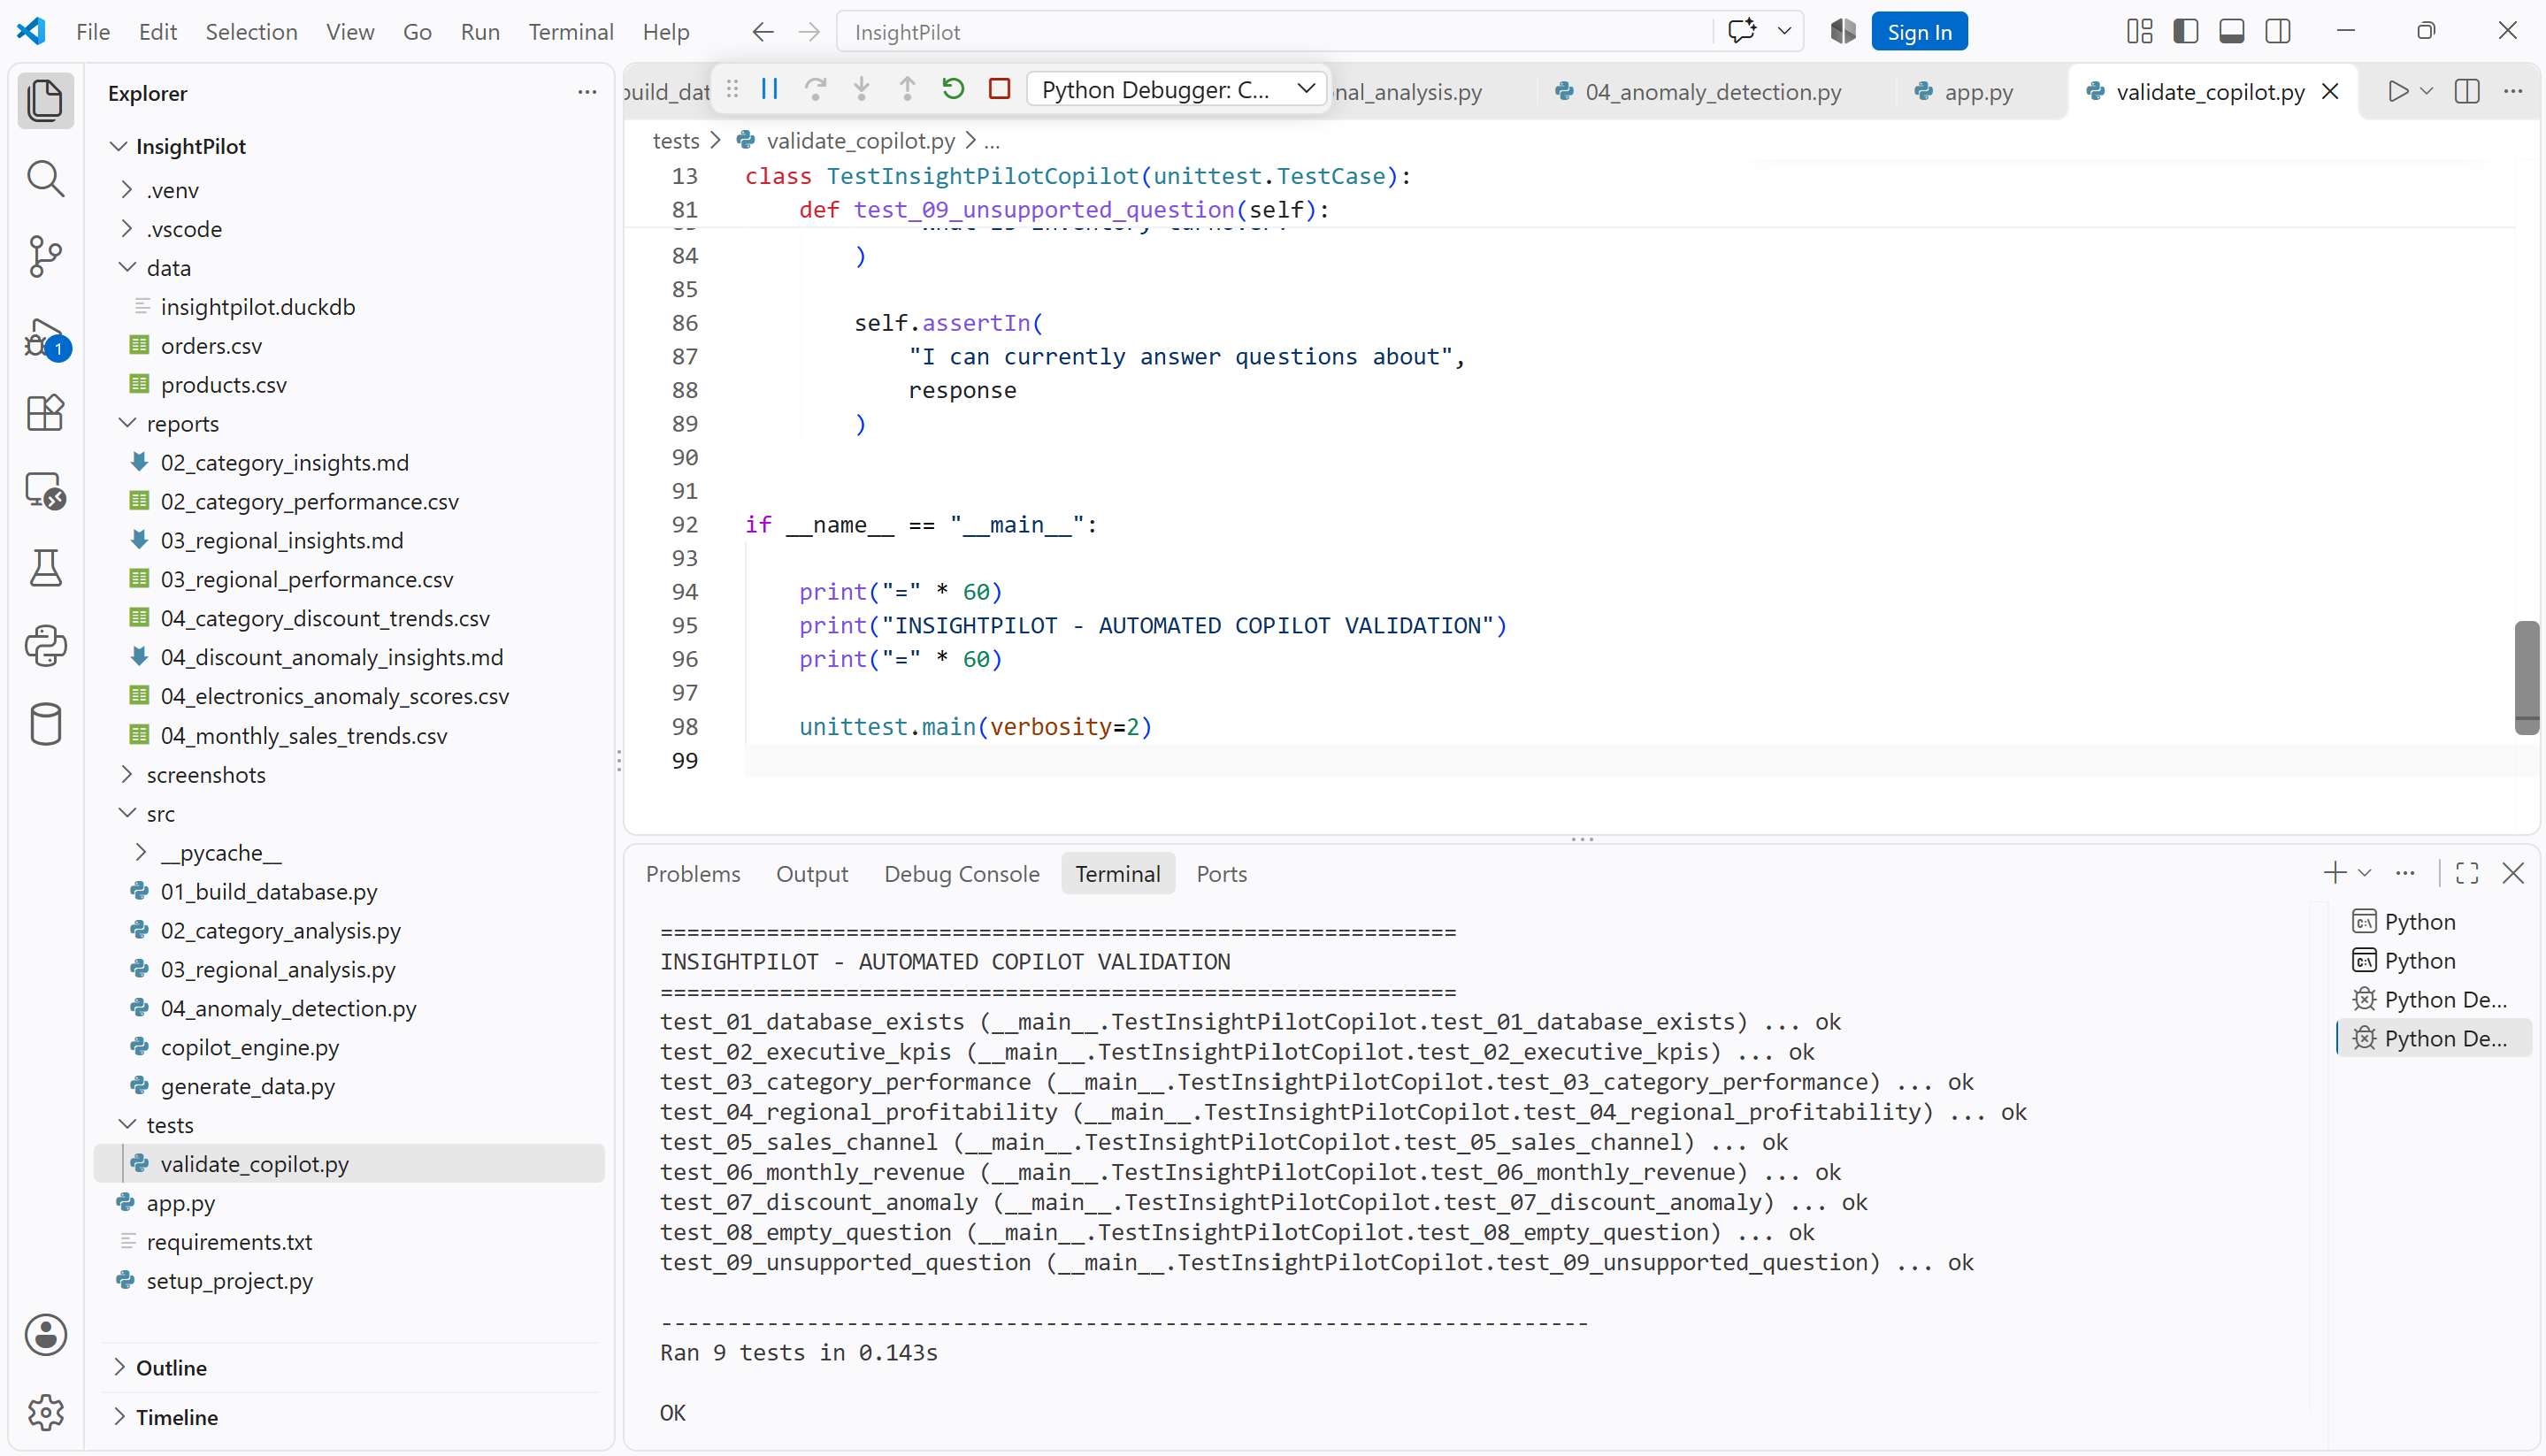 File Edit Selection View Go Run Terminal Help
InsightPilot
Sign In
Explorer
InsightPilot
.venv
.vscode
data
insightpilot.duckdb
orders.csv
products.csv
reports
02_category_insights.md
02_category_performance.csv
03_regional_insights.md
03_regional_performance.csv
04_category_discount_trends.csv
04_discount_anomaly_insights.md
04_electronics_anomaly_scores.csv
04_monthly_sales_trends.csv
screenshots
src
__pycache__
01_build_database.py
02_category_analysis.py
03_regional_analysis.py
04_anomaly_detection.py
copilot_engine.py
generate_data.py
tests
validate_copilot.py
app.py
requirements.txt
setup_project.py
Outline
Timeline
1
build_dat
Python Debugger: C...
nal_analysis.py
04_anomaly_detection.py
app.py
validate_copilot.py
tests > validate_copilot.py > ...
13 class TestInsightPilotCopilot(unittest.TestCase):
81 def test_09_unsupported_question(self):
84 )
85
86 self.assertIn(
87 "I can currently answer questions about",
88 response
89 )
90
91
92 if __name__ == "__main__":
93
94 print("=" * 60)
95 print("INSIGHTPILOT - AUTOMATED COPILOT VALIDATION")
96 print("=" * 60)
97
98 unittest.main(verbosity=2)
99
Problems Output Debug Console Terminal Ports
============================================================
INSIGHTPILOT - AUTOMATED COPILOT VALIDATION
============================================================
test_01_database_exists (__main__.TestInsightPilotCopilot.test_01_database_exists) ... ok
test_02_executive_kpis (__main__.TestInsightPilotCopilot.test_02_executive_kpis) ... ok
test_03_category_performance (__main__.TestInsightPilotCopilot.test_03_category_performance) ... ok
test_04_regional_profitability (__main__.TestInsightPilotCopilot.test_04_regional_profitability) ... ok
test_05_sales_channel (__main__.TestInsightPilotCopilot.test_05_sales_channel) ... ok
test_06_monthly_revenue (__main__.TestInsightPilotCopilot.test_06_monthly_revenue) ... ok
test_07_discount_anomaly (__main__.TestInsightPilotCopilot.test_07_discount_anomaly) ... ok
test_08_empty_question (__main__.TestInsightPilotCopilot.test_08_empty_question) ... ok
test_09_unsupported_question (__main__.TestInsightPilotCopilot.test_09_unsupported_question) ... ok
----------------------------------------------------------------------
Ran 9 tests in 0.143s
OK
Python
Python
Python De...
Python De...